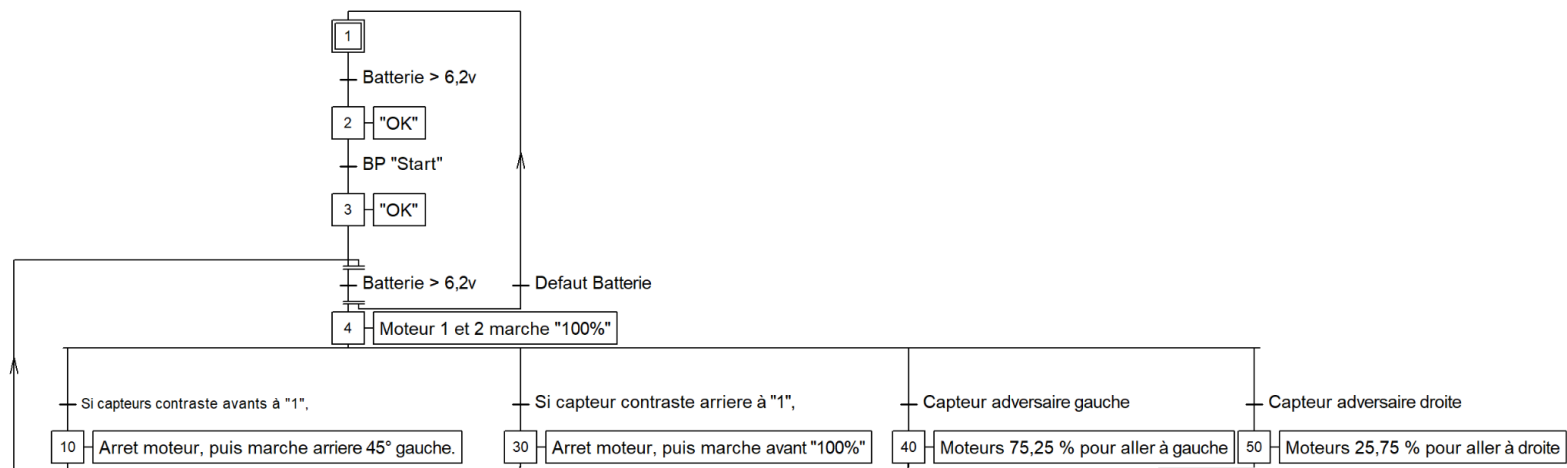 1
Batterie > 6,2v
2 "OK"
BP "Start"
3 "OK"
Batterie > 6,2v Defaut Batterie
4 Moteur 1 et 2 marche "100%"
Si capteurs contraste avants à "1", Si capteur contraste arriere à "1", Capteur adversaire gauche Capteur adversaire droite
10 Arret moteur, puis marche arriere 45° gauche. 30 Arret moteur, puis marche avant "100%" 40 Moteurs 75,25 % pour aller à gauche 50 Moteurs 25,75 % pour aller à droite